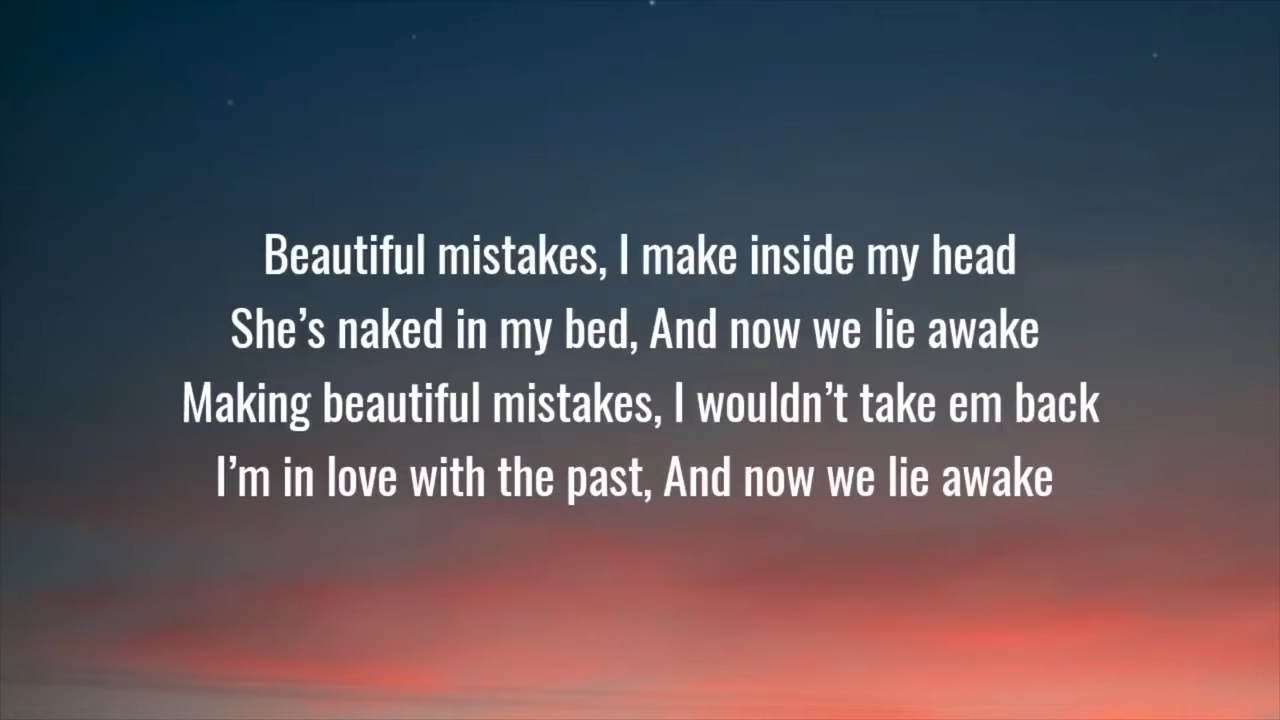 Beautiful mistakes, I make inside my head
She’s naked in my bed, And now we lie awake
Making beautiful mistakes, I wouldn’t take em back
I’m in love with the past, And now we lie awake